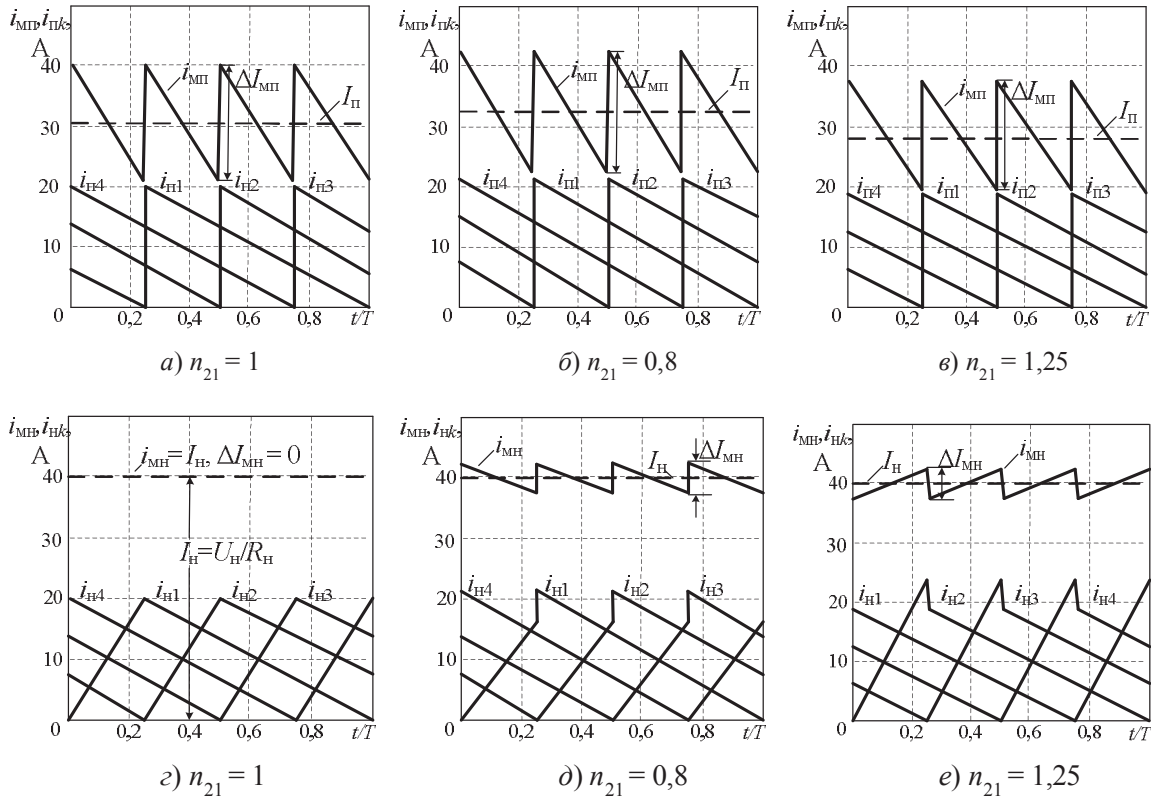 iмп, iпk, А
40
30
20
10
0
iмп
ΔIмп
Iп
iн4 iн1 iн2 iн3
0,2 0,4 0,6 0,8 t/T
а) n21 = 1
iмп, iпk, А
40
30
20
10
0
iмп
ΔIмп
Iп
iп4 iп1 iп2 iп3
0,2 0,4 0,6 0,8 t/T
б) n21 = 0,8
iмп, iпk, А
40
30
20
10
0
iмп
ΔIмп
Iп
iп4 iп1 iп2 iп3
0,2 0,4 0,6 0,8 t/T
в) n21 = 1,25
iмн, iнk, А
40
30
20
10
0
iмн = Iн, ΔIмн = 0
Iн=Uн/Rн
iн4 iн1 iн2 iн3
0,2 0,4 0,6 0,8 t/T
г) n21 = 1
iмн, iнk, А
40
30
20
10
0
iмн
Iн
ΔIмн
iн4 iн1 iн2 iн3
0,2 0,4 0,6 0,8 t/T
д) n21 = 0,8
iмн, iнk, А
40
30
20
10
0
Iн
ΔIмн
iмн
iн1 iн2 iн3 iн4
0,2 0,4 0,6 0,8 t/T
е) n21 = 1,25